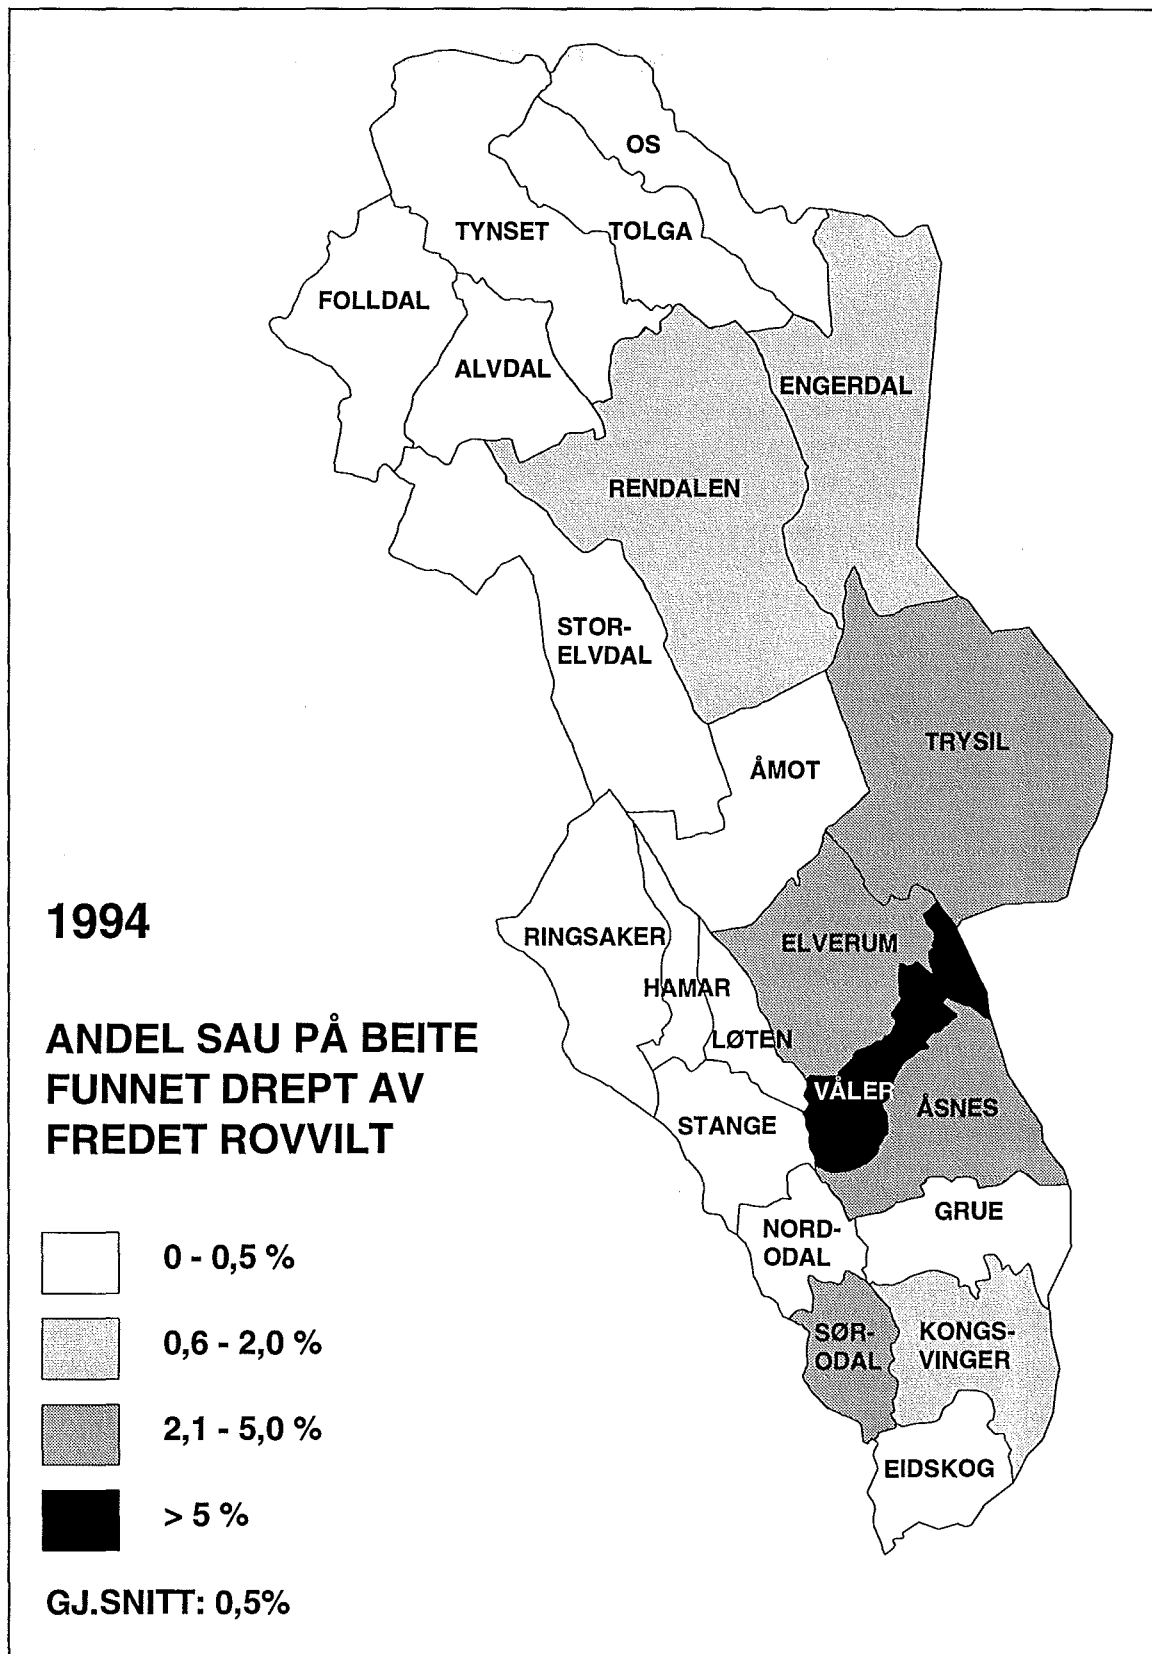 OS
TYNSET
TOLGA
FOLLDAL
ALVDAL
ENGERDAL
RENDALEN
STOR-
ELVDAL
TRYSIL
ÅMOT
1994
RINGSAKER
ELVERUM
HAMAR
LØTEN
ANDEL SAU PÅ BEITE
FUNNET DREPT AV
FREDET ROVVILT
VÅLER
ÅSNES
STANGE
GRUE
NORD-
ODAL
SØR-
ODAL
KONGS-
VINGER
EIDSKOG
0 - 0,5 %
0,6 - 2,0 %
2,1 - 5,0 %
> 5 %
GJ.SNITT: 0,5%